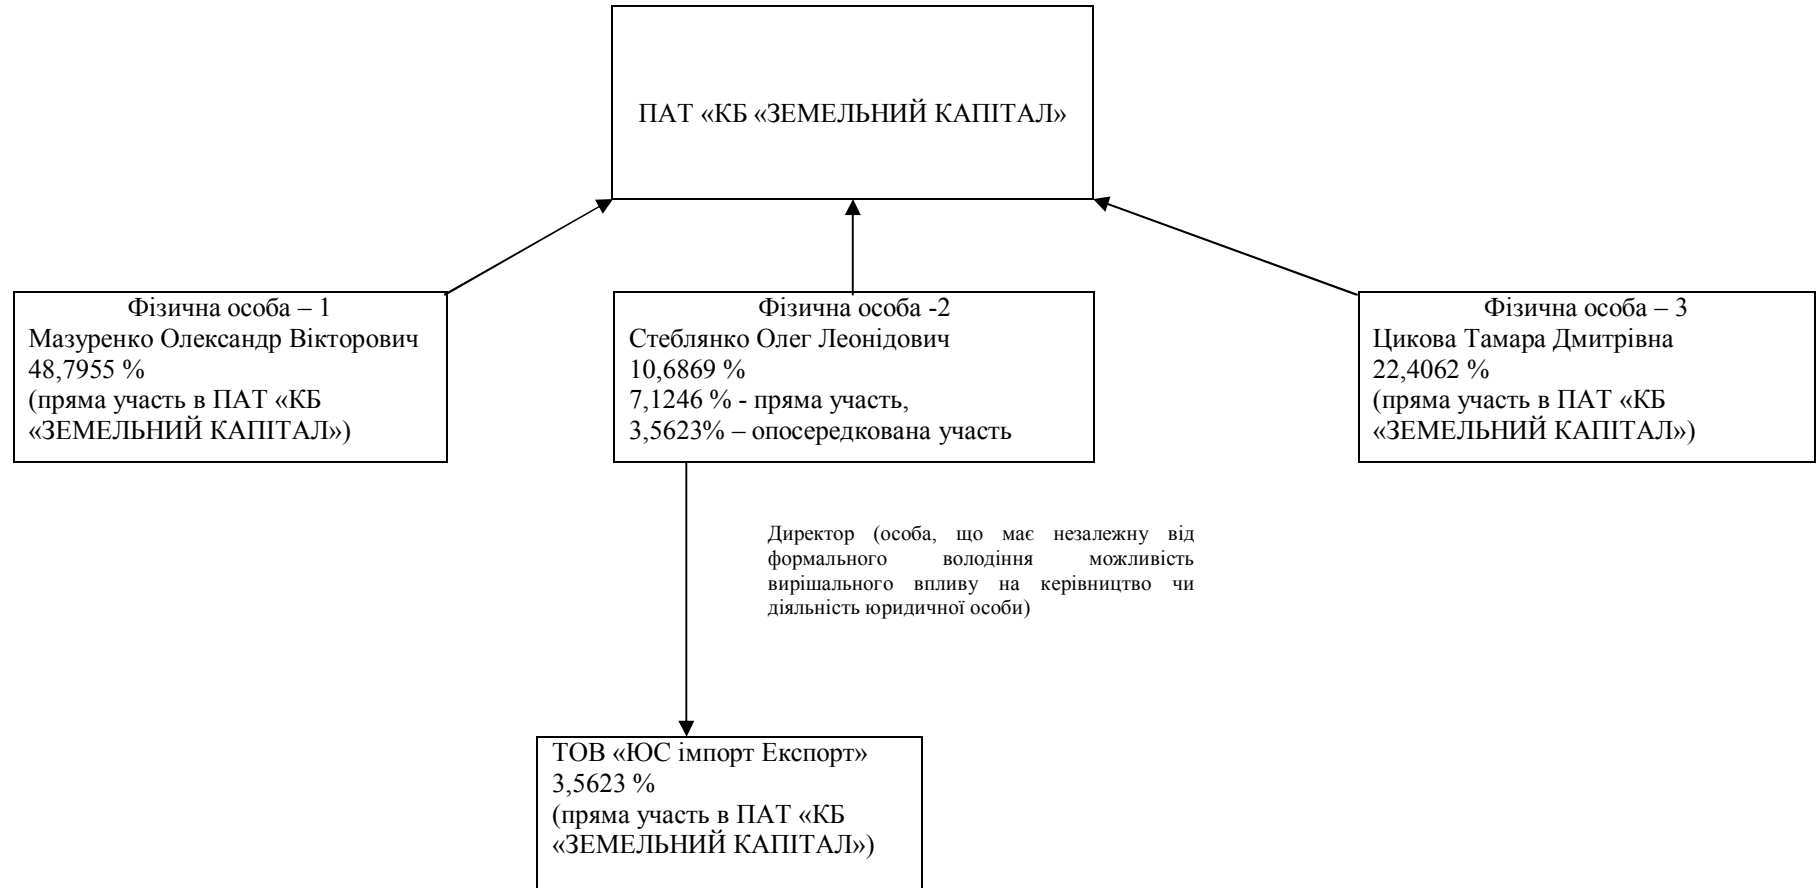 ПАТ «КБ «ЗЕМЕЛЬНИЙ КАПІТАЛ»
Фізична особа – 1
Мазуренко Олександр Вікторович
48,7955 %
(пряма участь в ПАТ «КБ
«ЗЕМЕЛЬНИЙ КАПІТАЛ»)
Фізична особа -2
Стеблянко Олег Леонідович
10,6869 %
7,1246 % - пряма участь,
3,5623% – опосередкована участь
Фізична особа – 3
Цикова Тамара Дмитрівна
22,4062 %
(пряма участь в ПАТ «КБ
«ЗЕМЕЛЬНИЙ КАПІТАЛ»)
Директор (особа, що має незалежну від
формального володіння можливість
вирішального впливу на керівництво чи
діяльність юридичної особи)
ТОВ «ЮС імпорт Експорт»
3,5623 %
(пряма участь в ПАТ «КБ
«ЗЕМЕЛЬНИЙ КАПІТАЛ»)